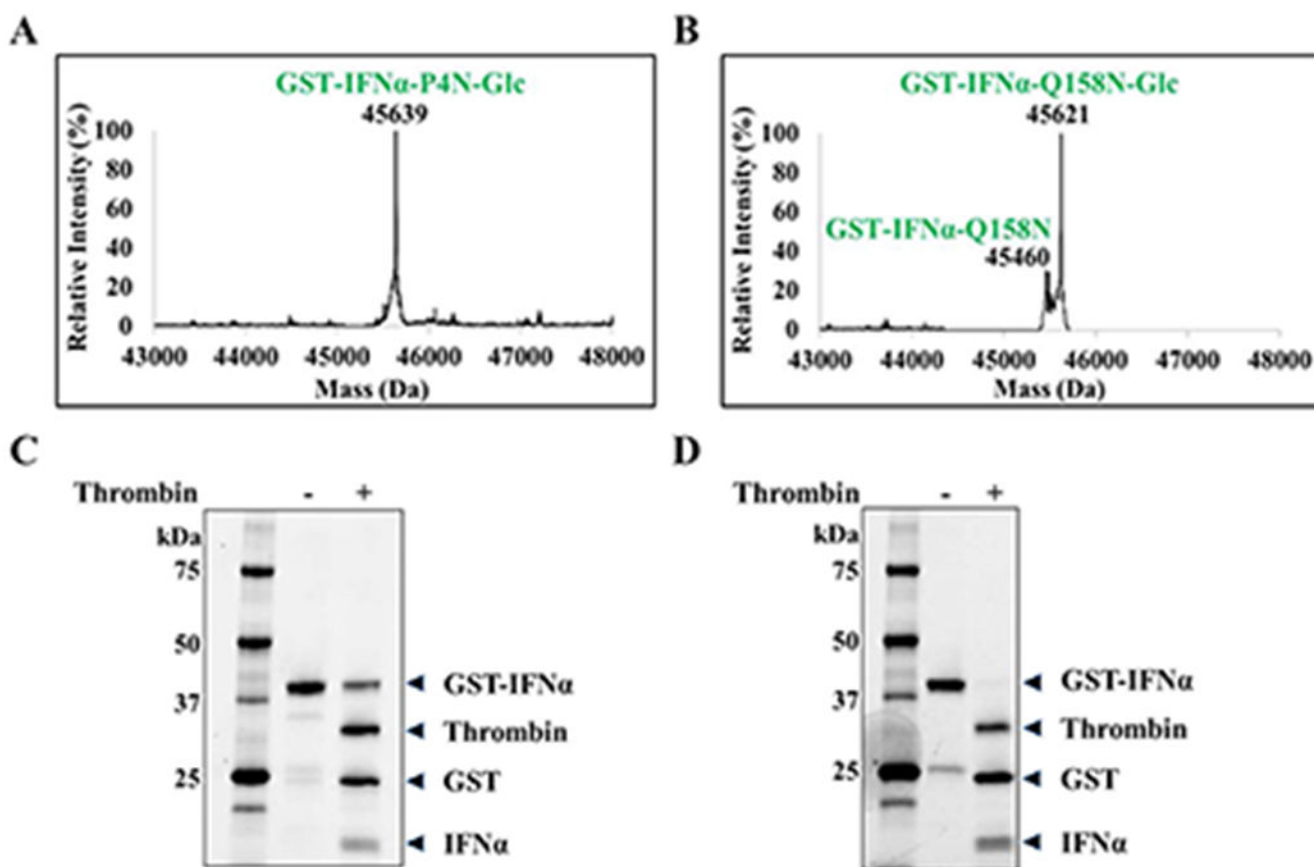 A
GST-IFNα-P4N-Glc
45639
Relative Intensity (%)
100
80
60
40
20
0
43000 44000 45000 46000 47000 48000
Mass (Da)
B
GST-IFNα-Q158N-Glc
45621
GST-IFNα-Q158N
45460
Relative Intensity (%)
100
80
60
40
20
0
43000 44000 45000 46000 47000 48000
Mass (Da)
C
Thrombin - +
kDa
75
50
37
25
GST-IFNα
Thrombin
GST
IFNα
D
Thrombin - +
kDa
75
50
37
25
GST-IFNα
Thrombin
GST
IFNα